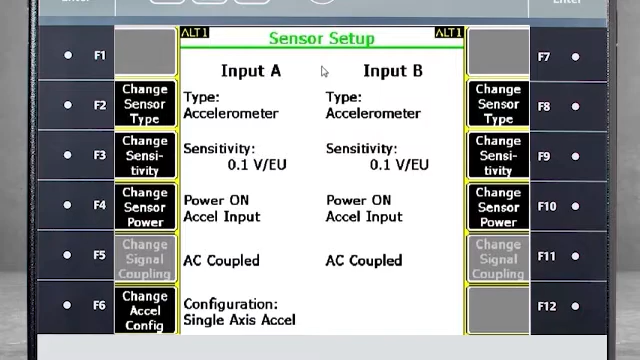 Enter
Enter
ALT1
Sensor Setup
ALT1
Input A
Input B
F1
F7
F2
Change
Sensor
Type
Type:
Accelerometer
Type:
Accelerometer
Change
Sensor
Type
F8
F3
Change
Sensi-
tivity
Sensitivity:
0.1 V/EU
Sensitivity:
0.1 V/EU
Change
Sensi-
tivity
F9
F4
Change
Sensor
Power
Power ON
Accel Input
Power ON
Accel Input
Change
Sensor
Power
F10
F5
Change
Signal
Coupling
AC Coupled
AC Coupled
Change
Signal
Coupling
F11
F6
Change
Accel
Config
Configuration:
Single Axis Accel
F12